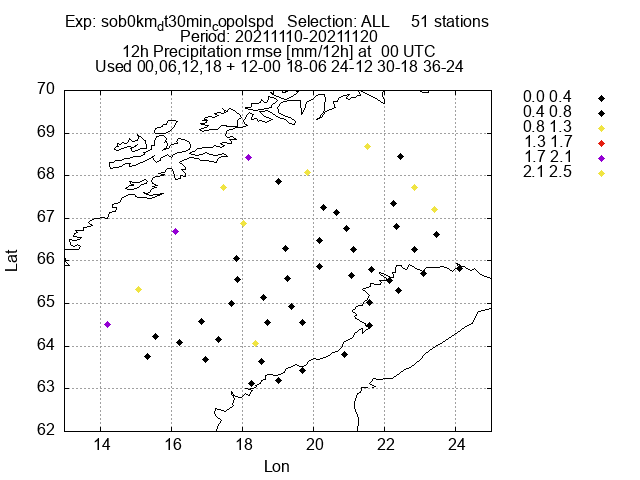 Exp: sob0km_dt30min_copolspd Selection: ALL 51 stations
Period: 20211110-20211120
12h Precipitation rmse [mm/12h] at 00 UTC
Used 00,06,12,18 + 12-00 18-06 24-12 30-18 36-24
70
69
68
67
66
65
64
63
62
14 16 18 20 22 24
Lat
Lon
0.0 0.4
0.4 0.8
0.8 1.3
1.3 1.7
1.7 2.1
2.1 2.5